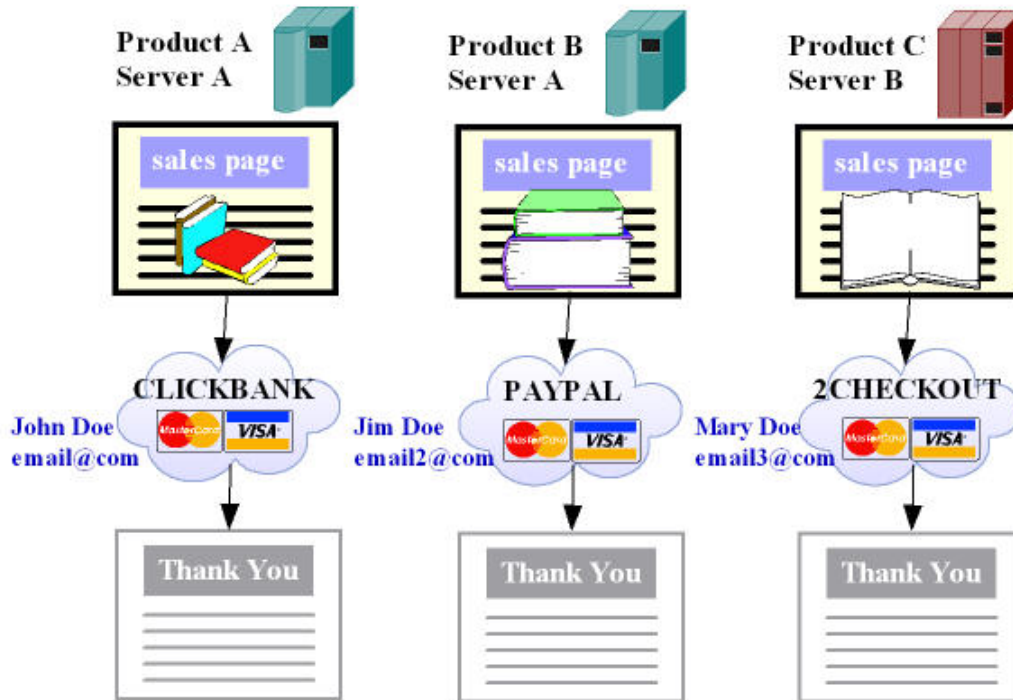 Product A
Server A
Product B
Server A
Product C
Server B
sales page
sales page
sales page
CLICKBANK
MasterCard
VISA
John Doe
email@com
PAYPAL
MasterCard
VISA
Jim Doe
email2@com
2CHECKOUT
MasterCard
VISA
Mary Doe
email3@com
Thank You
Thank You
Thank You